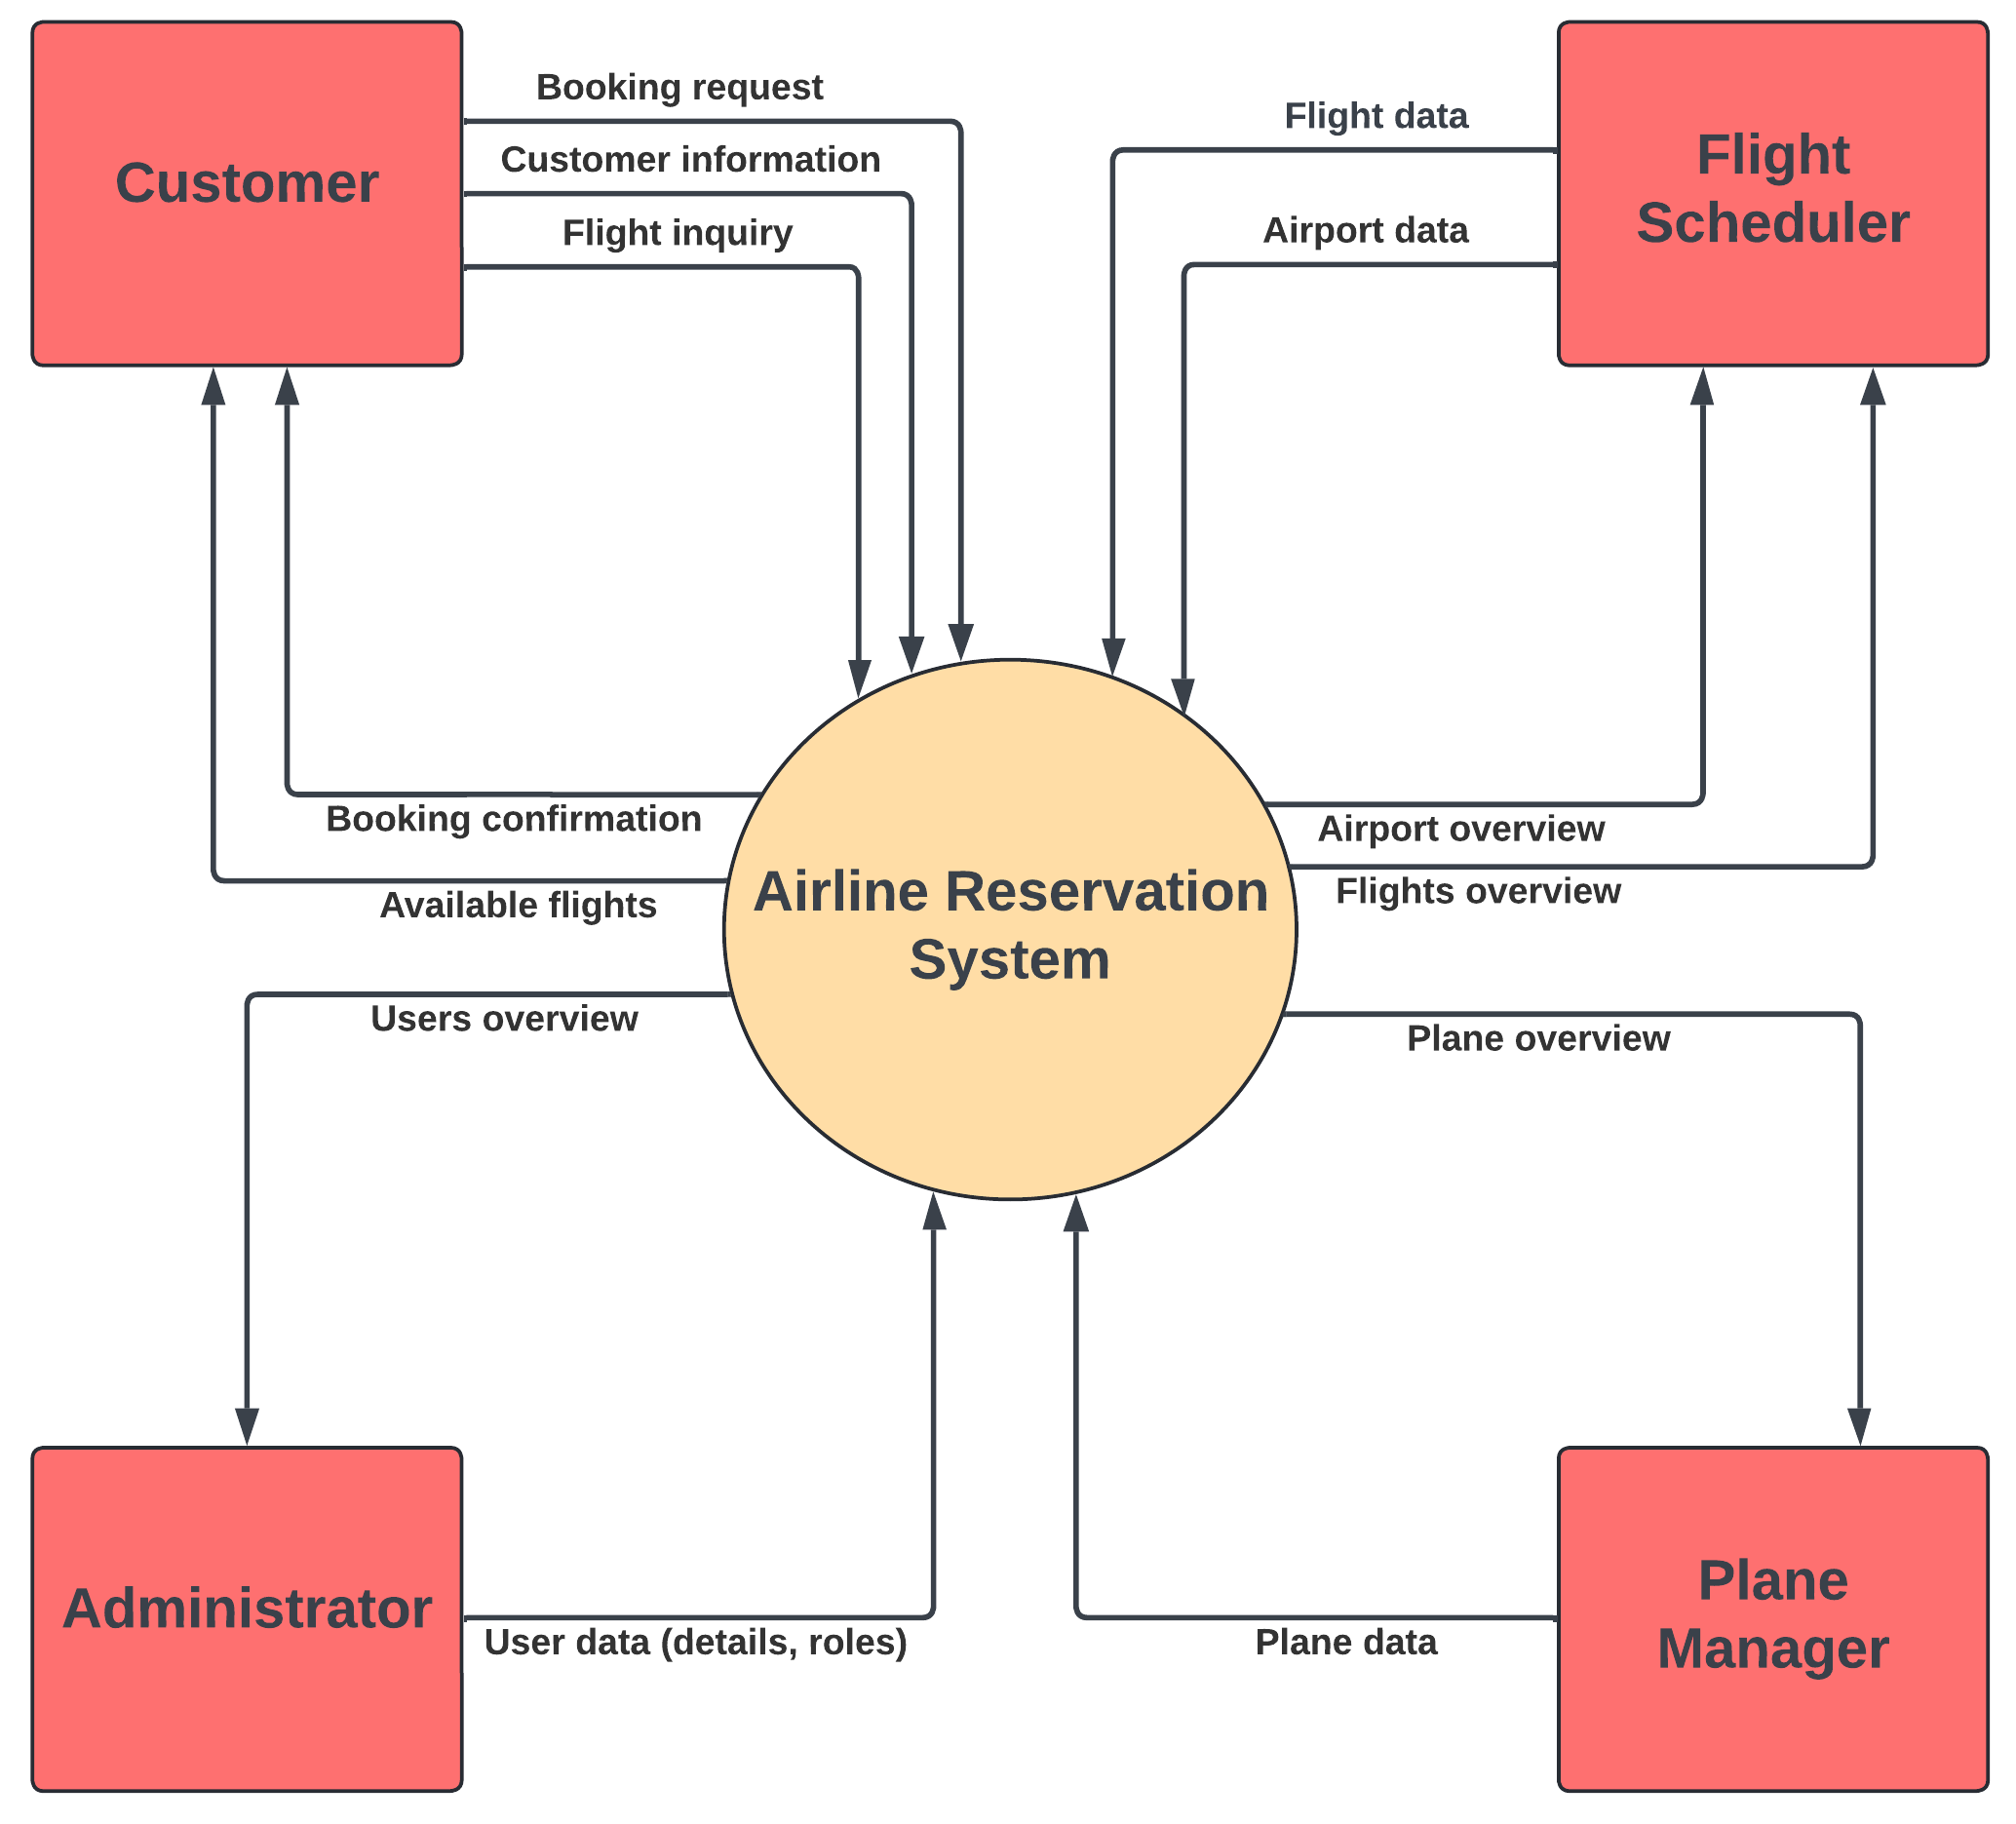 Customer
Booking request
Customer information
Flight inquiry
Flight data
Airport data
Flight
Scheduler
Booking confirmation
Available flights
Users overview
Airline Reservation
System
Airport overview
Flights overview
Plane overview
Administrator
User data (details, roles)
Plane data
Plane
Manager